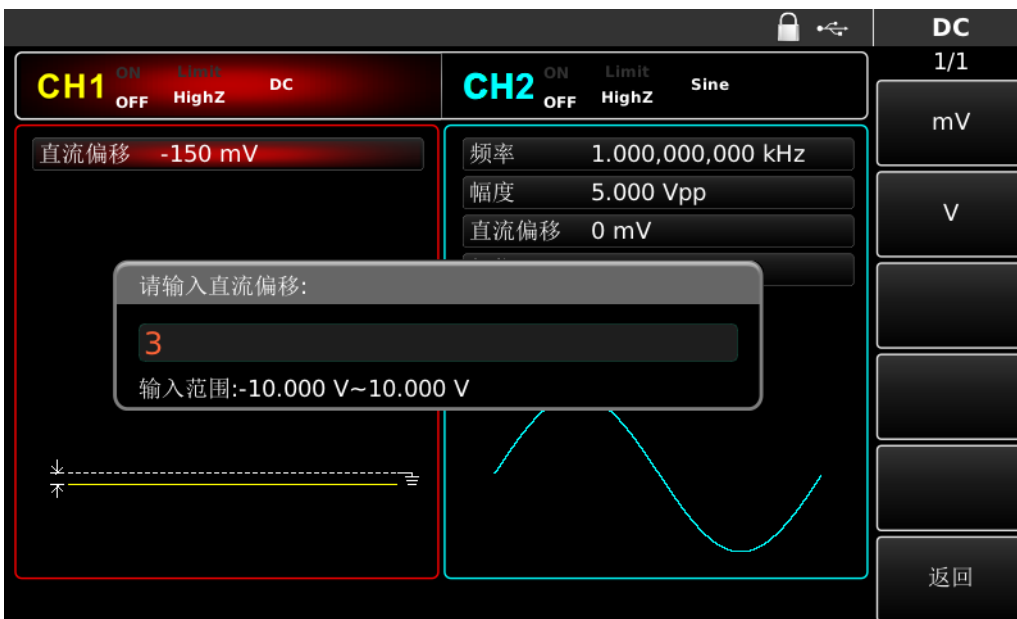 DC
1/1
CH1 ON OFF Limit HighZ DC
CH2 ON OFF Limit HighZ Sine
直流偏移 -150 mV
频率 1.000,000,000 kHz
幅度 5.000 Vpp
直流偏移 0 mV
请输入直流偏移:
3
输入范围:-10.000 V~10.000 V
mV
V
返回